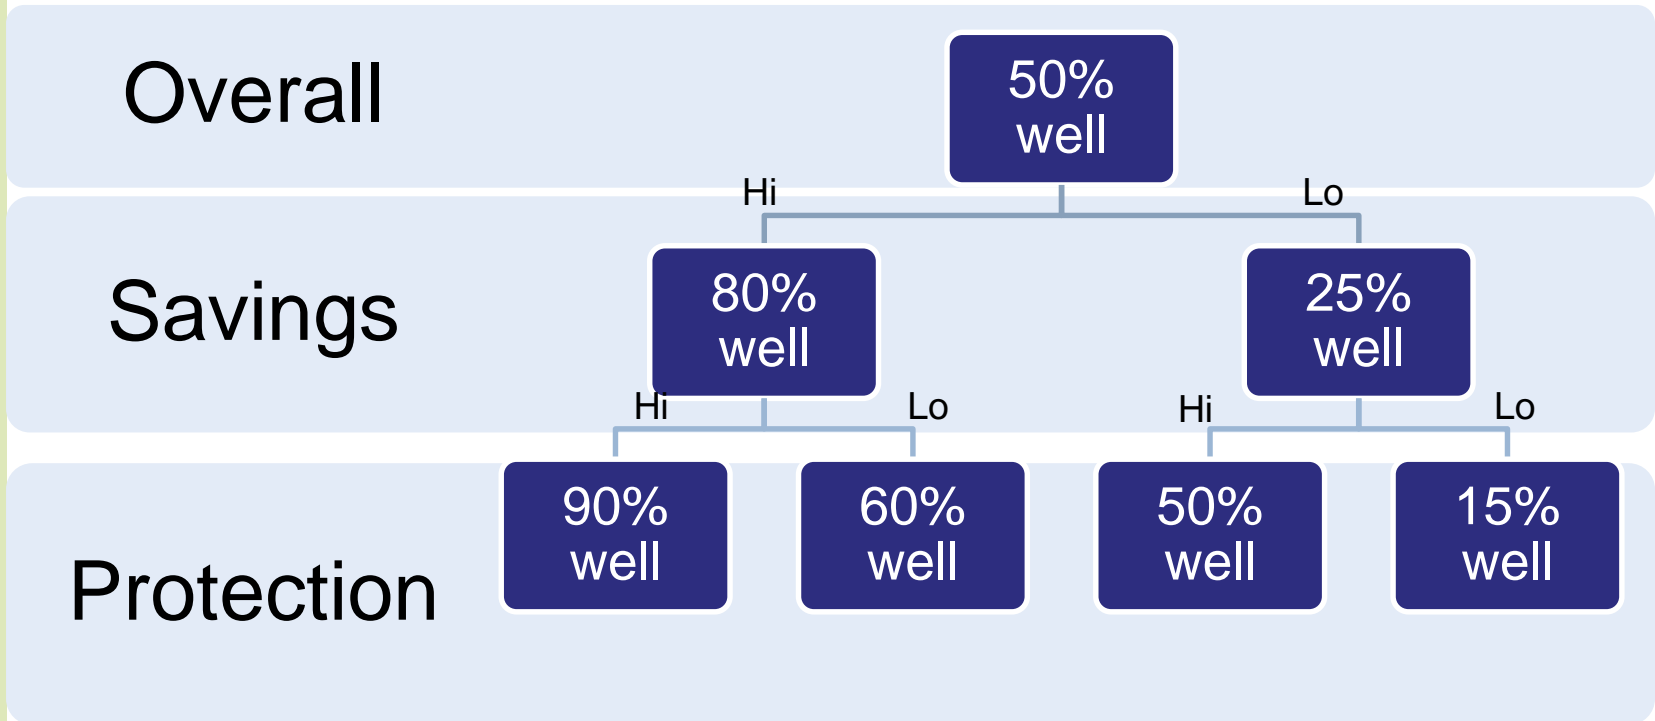 Overall
50%
well
Hi
Lo
Savings
80%
well
25%
well
Hi
Lo
Hi
Lo
Protection
90%
well
60%
well
50%
well
15%
well